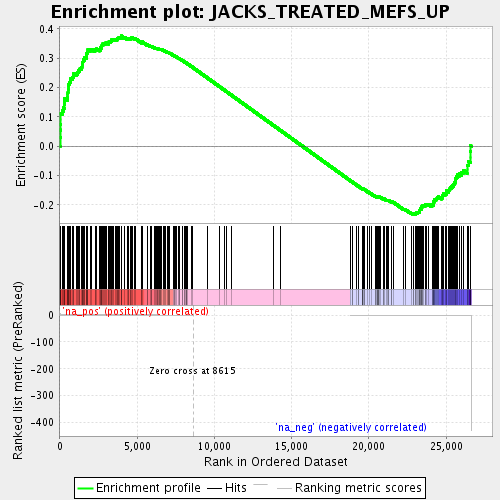 Enrichment plot: JACKS_TREATED_MEFS_UP
Enrichment score (ES)
0.4
0.3
0.2
0.1
0.0
-0.1
-0.2
'na_pos' (positively correlated)
Ranked list metric (PreRanked)
0
-100
-200
-300
-400
Zero cross at 8615
'na_neg' (negatively correlated)
0
5,000
10,000
15,000
20,000
25,000
Rank in Ordered Dataset
Enrichment profile
Hits
Ranking metric scores